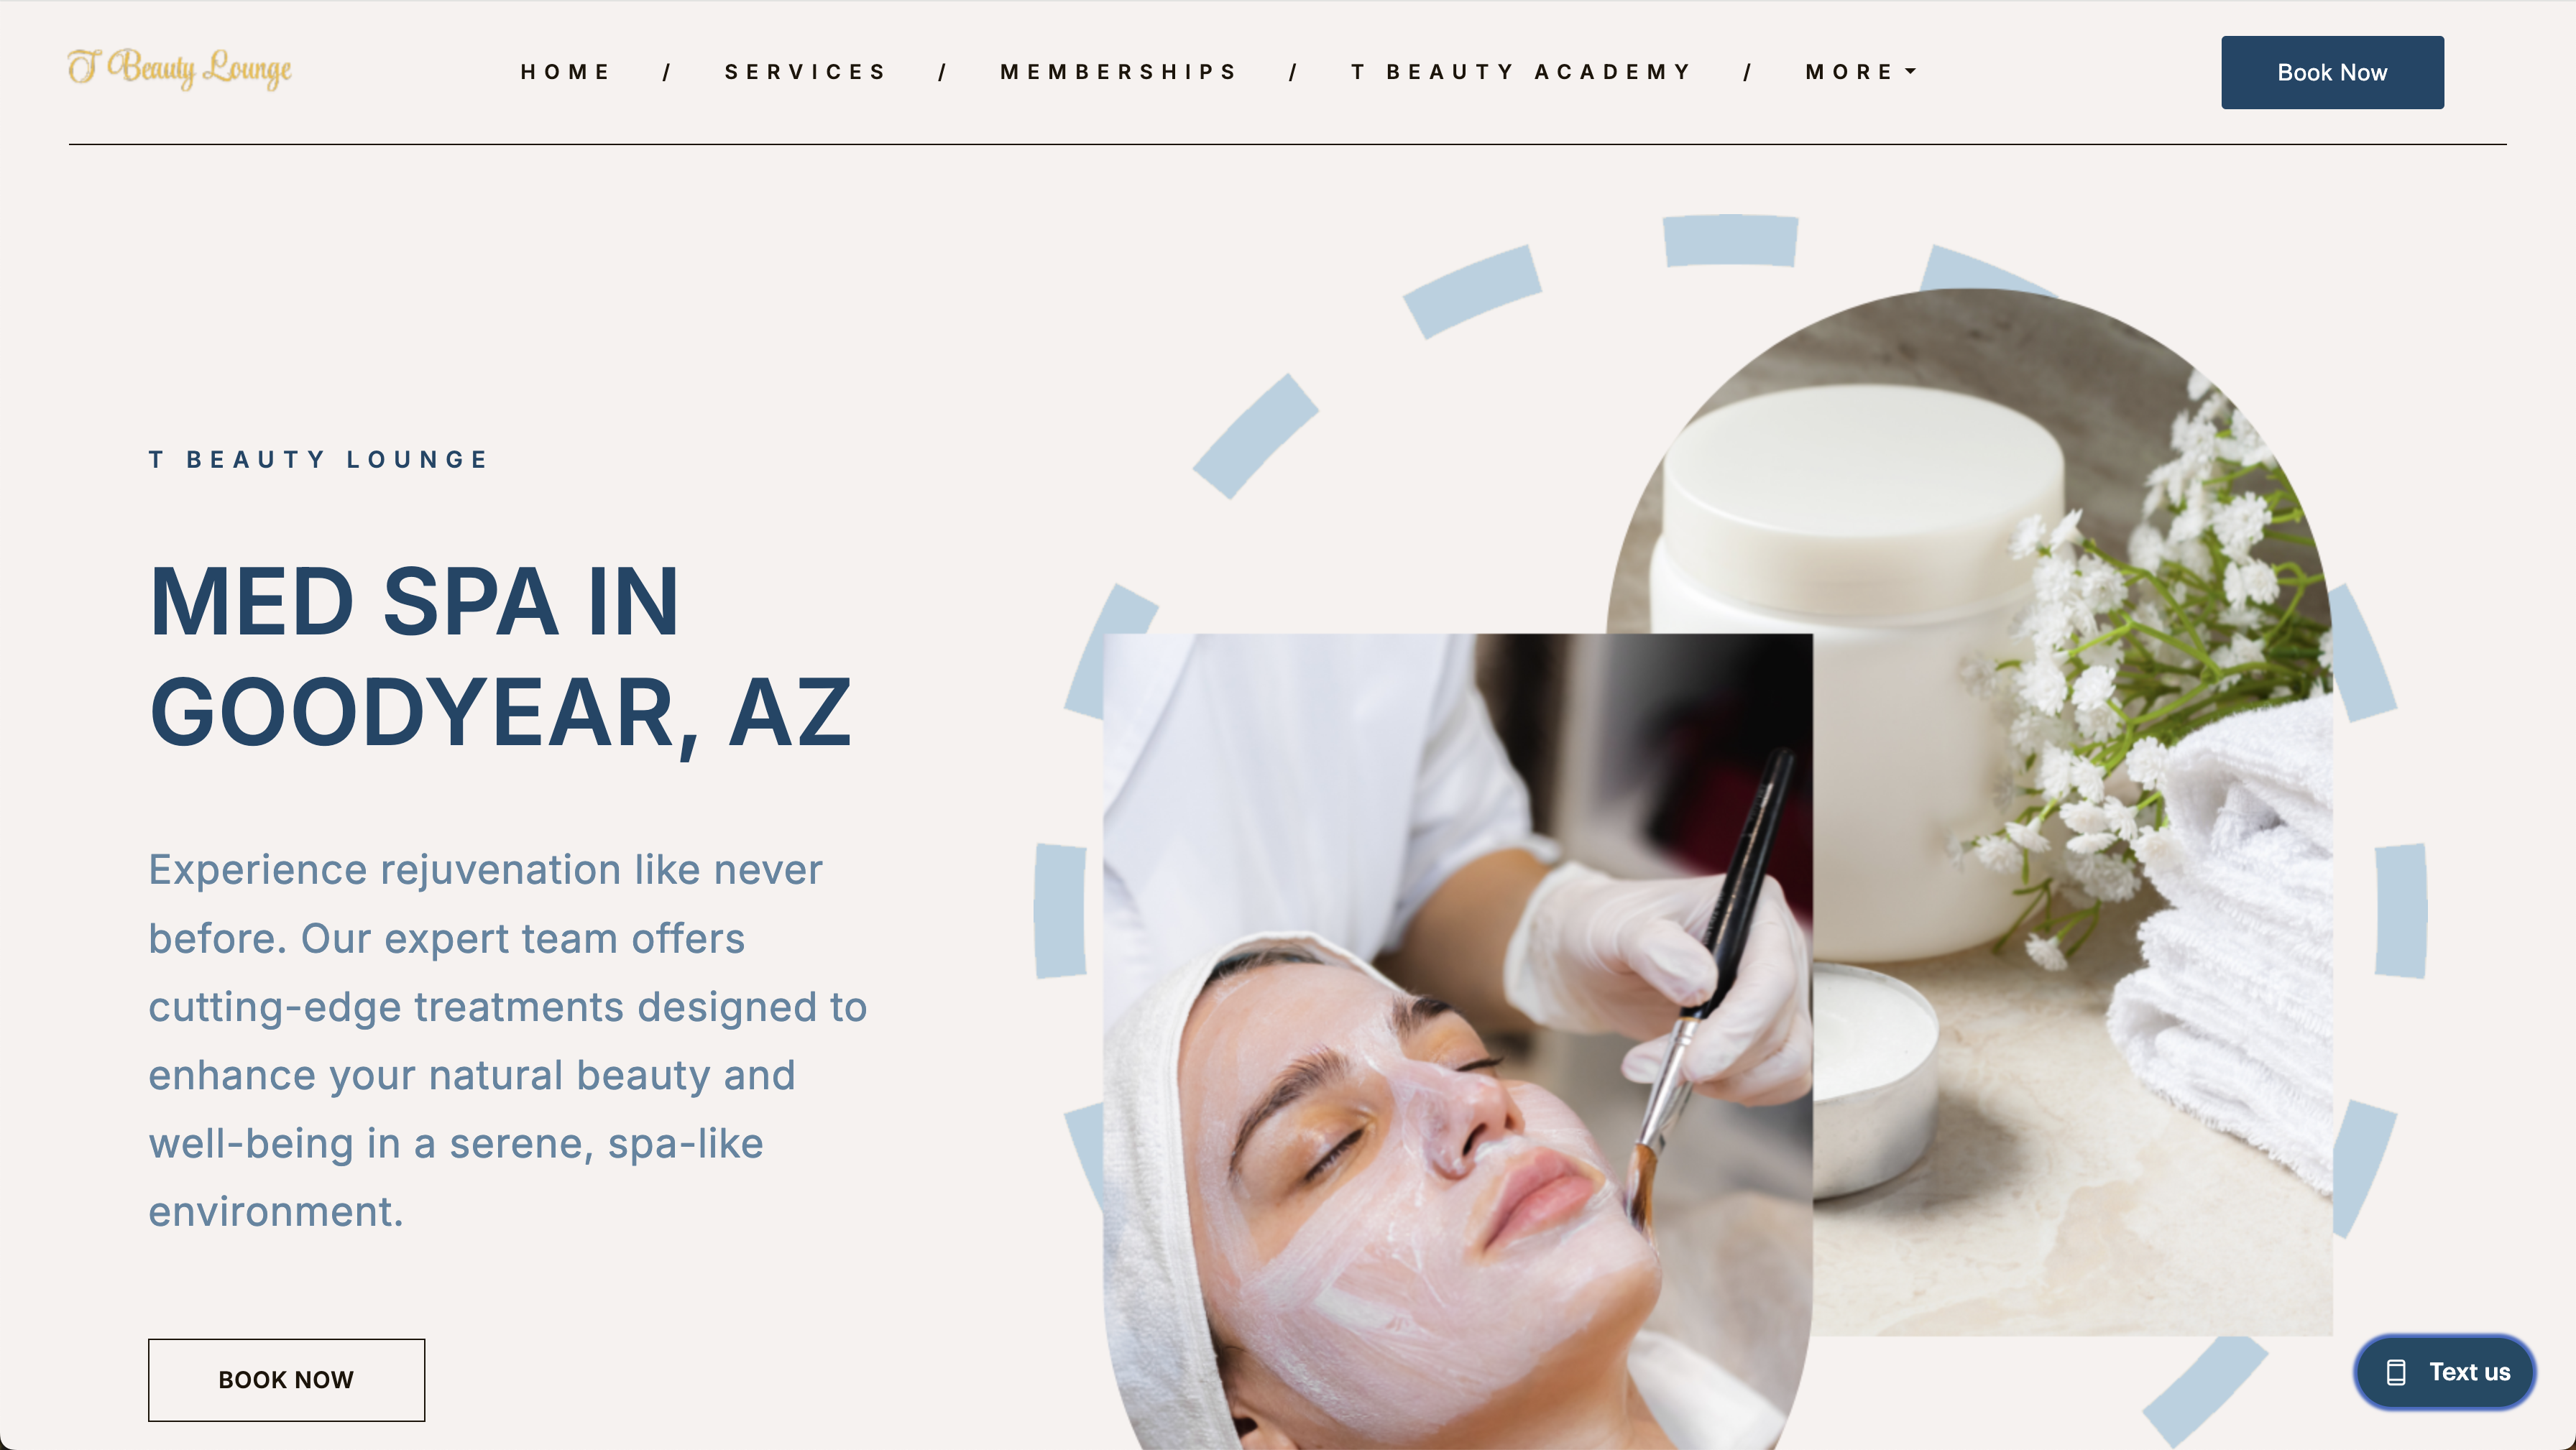 T Beauty Lounge
HOME / SERVICES / MEMBERSHIPS / T BEAUTY ACADEMY / MORE
Book Now
T BEAUTY LOUNGE
MED SPA IN
GOODYEAR, AZ
Experience rejuvenation like never
before. Our expert team offers
cutting-edge treatments designed to
enhance your natural beauty and
well-being in a serene, spa-like
environment.
BOOK NOW
Text us